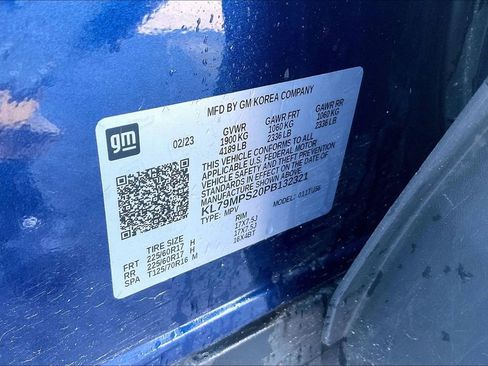 MFD BY GM KOREA COMPANY
gm
02/23 GVWR GAWR FRT GAWR RR
1900 KG 1060 KG 1060 KG
4189 LB 2336 LB 2336 LB
THIS VEHICLE CONFORMS TO ALL
APPLICABLE U.S. FEDERAL MOTOR
VEHICLE SAFETY AND THEFT PREVENTION
STANDARDS IN EFFECT ON THE DATE OF
MANUFACTURE SHOWN ABOVE.
KL79MPS20PB132321
TYPE: MPV
TIRE SIZE RIM
FRT 225/60R17 H 17X7.5J
RR 225/60R17 H 17X7.5J
SPA T125/70R16 M 16X4BT